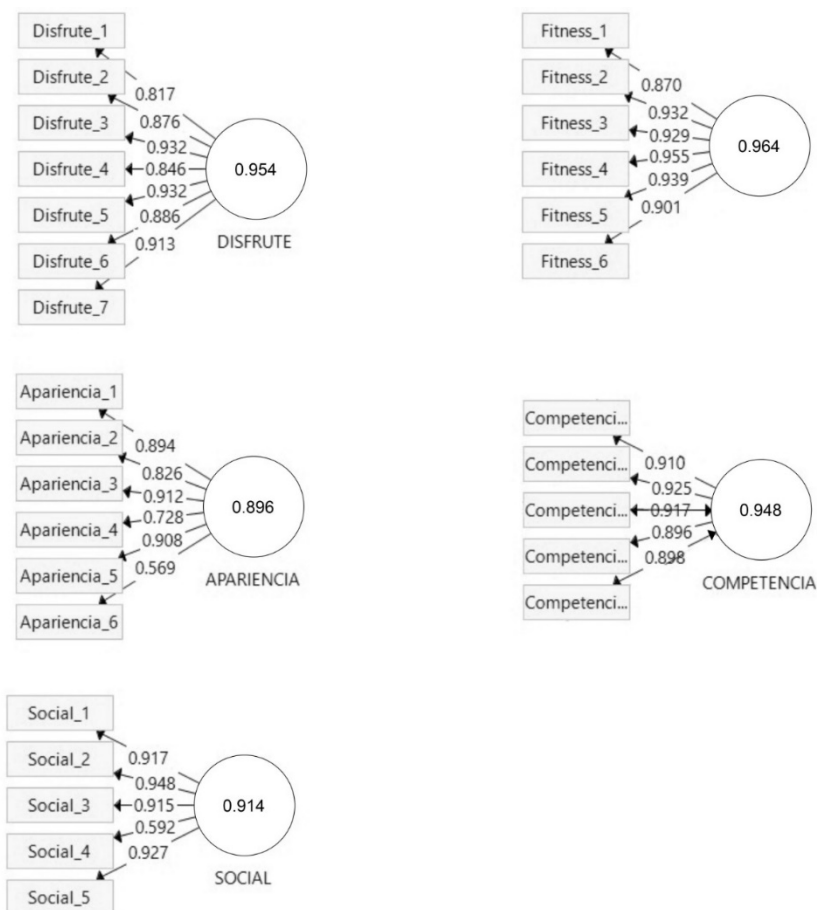 Disfrute_1
Disfrute_2
Disfrute_3
Disfrute_4
Disfrute_5
Disfrute_6
Disfrute_7
0.817
0.876
0.932
0.846
0.932
0.886
0.913
0.954
DISFRUTE
Fitness_1
Fitness_2
Fitness_3
Fitness_4
Fitness_5
Fitness_6
0.870
0.932
0.929
0.955
0.939
0.901
0.964
Apariencia_1
Apariencia_2
Apariencia_3
Apariencia_4
Apariencia_5
Apariencia_6
0.894
0.826
0.912
0.728
0.908
0.569
0.896
APARIENCIA
Competenci...
Competenci...
Competenci...
Competenci...
Competenci...
0.910
0.925
0.917
0.896
0.898
0.948
COMPETENCIA
Social_1
Social_2
Social_3
Social_4
Social_5
0.917
0.948
0.915
0.592
0.927
0.914
SOCIAL